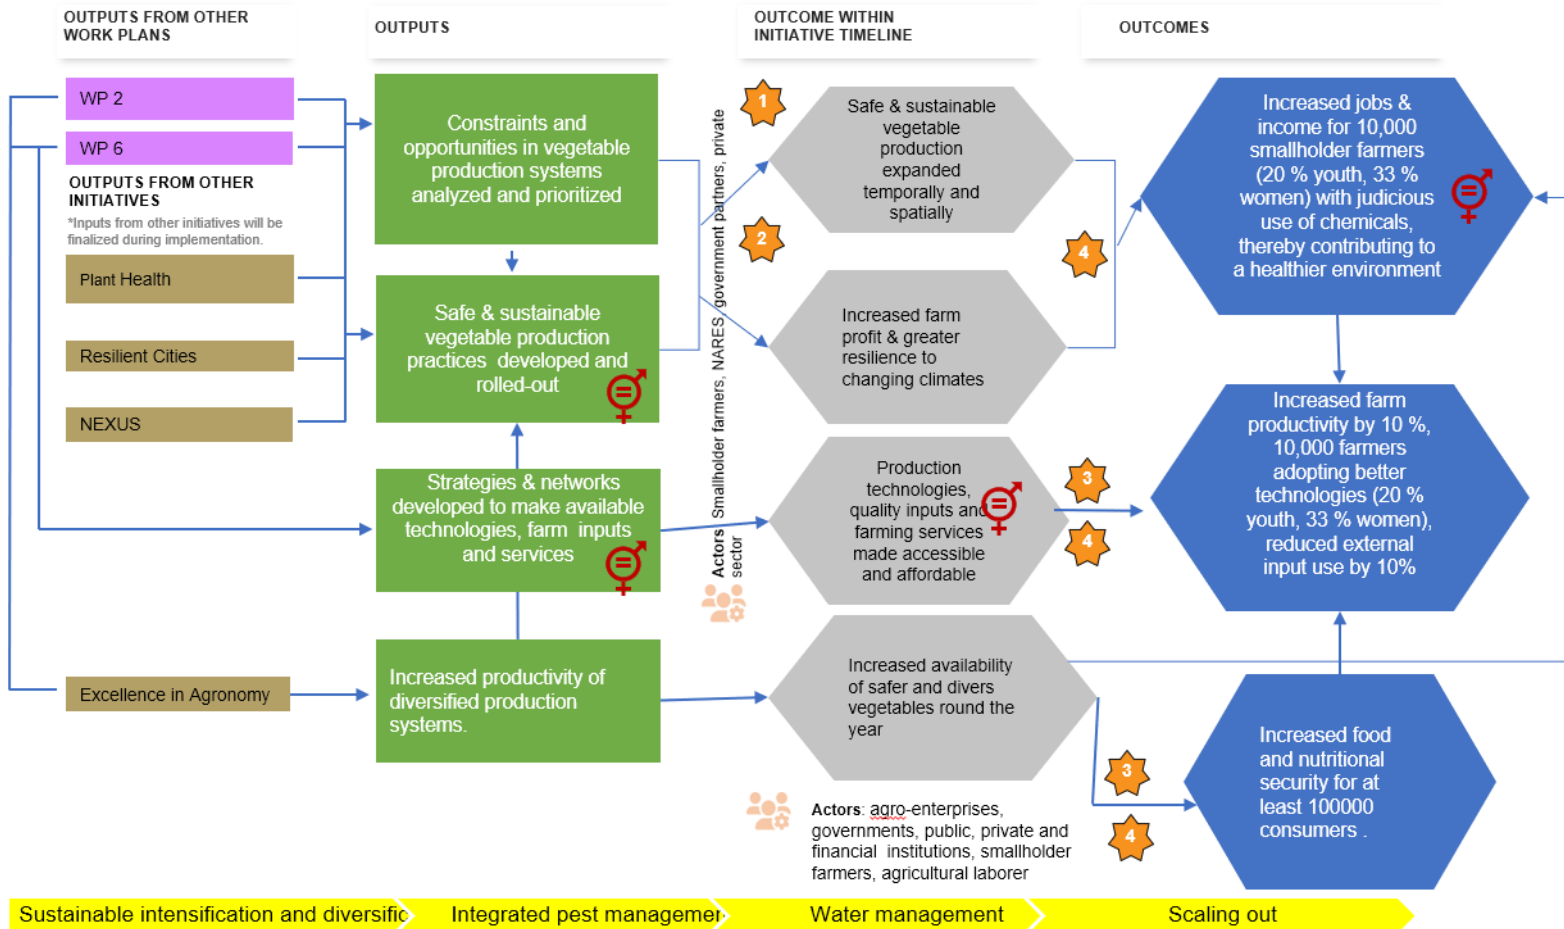 OUTPUTS FROM OTHER
WORK PLANS
OUTPUTS
OUTCOME WITHIN
INITIATIVE TIMELINE
OUTCOMES
WP 2
WP 6
OUTPUTS FROM OTHER
INITIATIVES
*Inputs from other initiatives will be
finalized during implementation.
Plant Health
Resilient Cities
NEXUS
Excellence in Agronomy
Constraints and
opportunities in vegetable
production systems
analyzed and prioritized
Safe & sustainable
vegetable production
practices developed and
rolled-out
=
Strategies & networks
developed to make available
technologies, farm inputs
and services
=
Increased productivity of
diversified production
systems.
Actors Smallholder farmers, NARES, government partners, private
sector
1
2
Safe & sustainable
vegetable
production
expanded
temporally and
spatially
Increased farm
profit & greater
resilience to
changing climates
Production
technologies,
quality inputs and
farming services
made accessible
and affordable
=
Increased availability
of safer and divers
vegetables round the
year
Actors: agro-enterprises,
governments, public, private and
financial institutions, smallholder
farmers, agricultural laborer
4
3
4
3
4
Increased jobs &
income for 10,000
smallholder farmers
(20 % youth, 33 %
women) with judicious
use of chemicals,
thereby contributing to
a healthier environment
=
Increased farm
productivity by 10 %,
10,000 farmers
adopting better
technologies (20 %
youth, 33 % women),
reduced external
input use by 10%
Increased food
and nutritional
security for at
least 100000
consumers .
Sustainable intensification and diversific
Integrated pest managemen
Water management
Scaling out